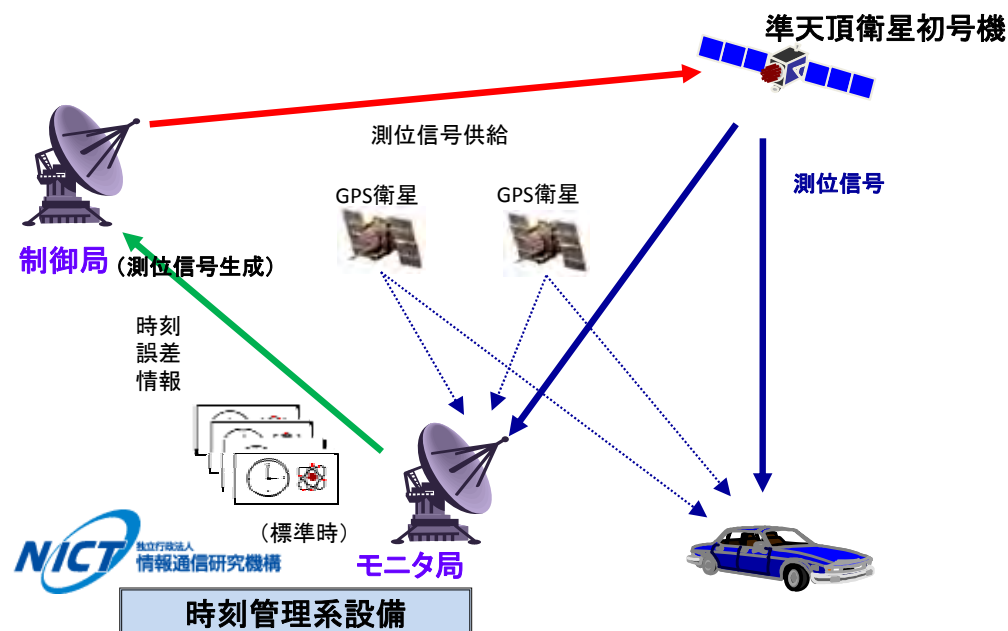 準天頂衛星初号機
測位信号供給
GPS衛星
GPS衛星
測位信号
制御局(測位信号生成)
時刻
誤差
情報
(標準時)
NICT
独立行政法人
情報通信研究機構
モニタ局
時刻管理系設備